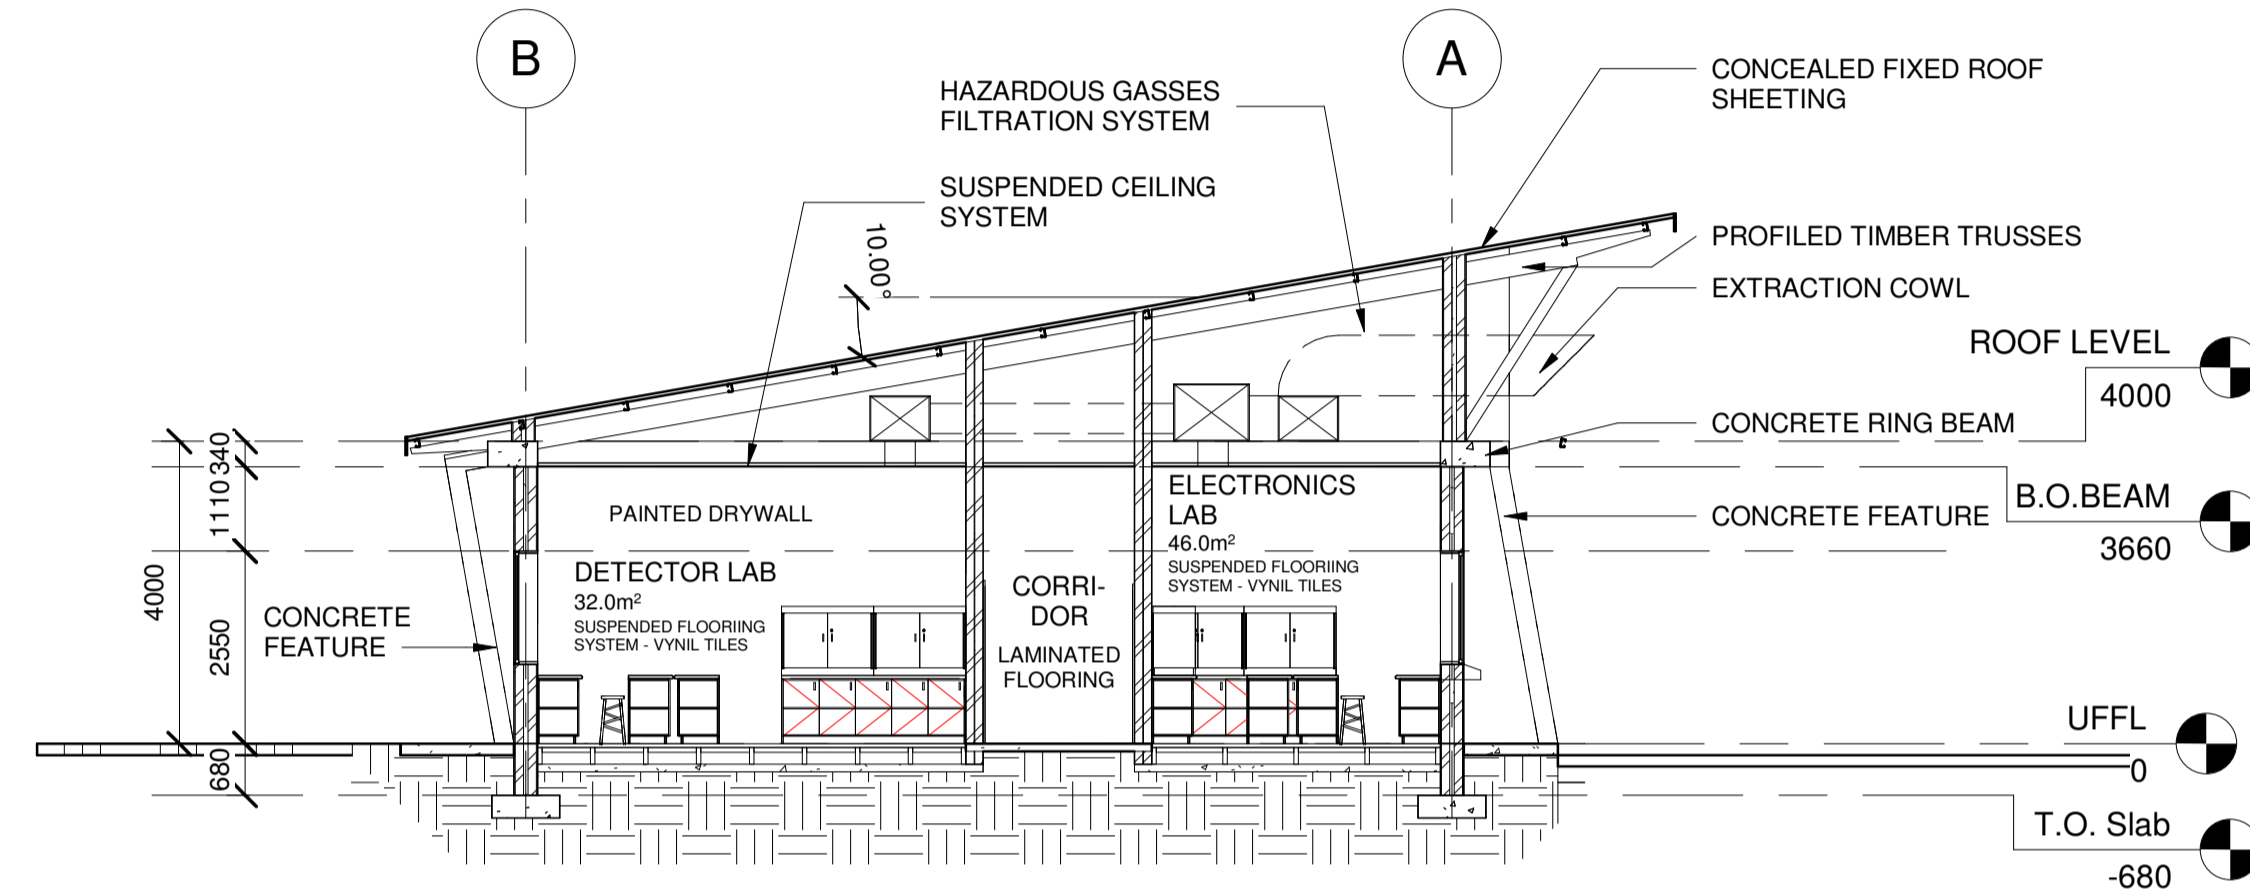 B
A
HAZARDOUS GASSES
FILTRATION SYSTEM
CONCEALED FIXED ROOF
SHEETING
SUSPENDED CEILING
SYSTEM
10.00°
PROFILED TIMBER TRUSSES
EXTRACTION COWL
ROOF LEVEL
4000
CONCRETE RING BEAM
340
1110
B.O.BEAM
3660
CONCRETE FEATURE
PAINTED DRYWALL
ELECTRONICS
LAB
46.0m²
SUSPENDED FLOORIING
SYSTEM - VYNIL TILES
DETECTOR LAB
32.0m²
SUSPENDED FLOORIING
SYSTEM - VYNIL TILES
CORRI-
DOR
LAMINATED
FLOORING
4000
2550
CONCRETE
FEATURE
UFFL
0
680
T.O. Slab
-680